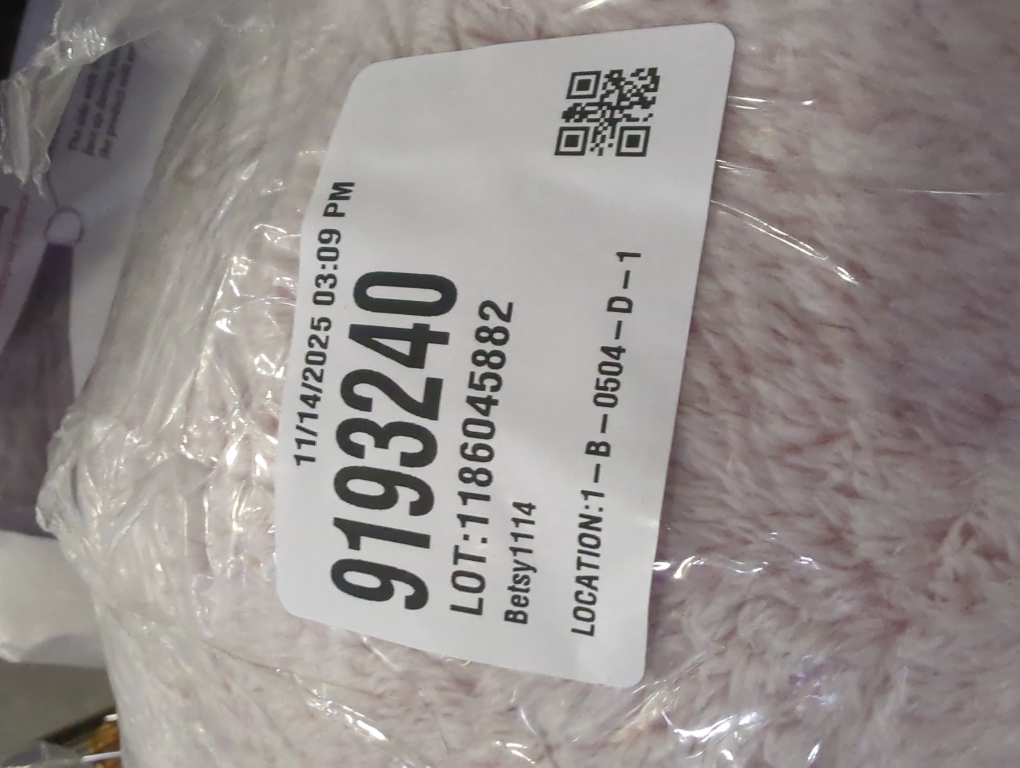 11/14/2025 03:09 PM
9193240
LOT:1186045882
Betsy1114
LOCATION:1-B-0504-D-1